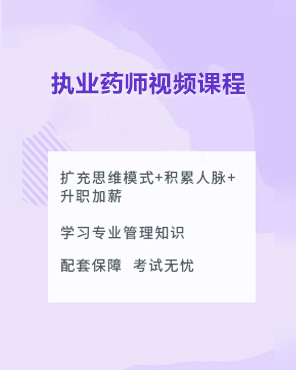 执业药师视频课程
扩充思维模式+积累人脉+
升职加薪
学习专业管理知识
配套保障 考试无忧